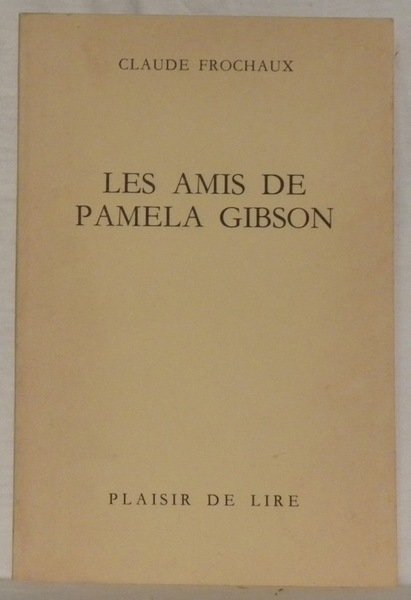 CLAUDE FROCHAUX
LES AMIS DE
PAMELA GIBSON
PLAISIR DE LIRE